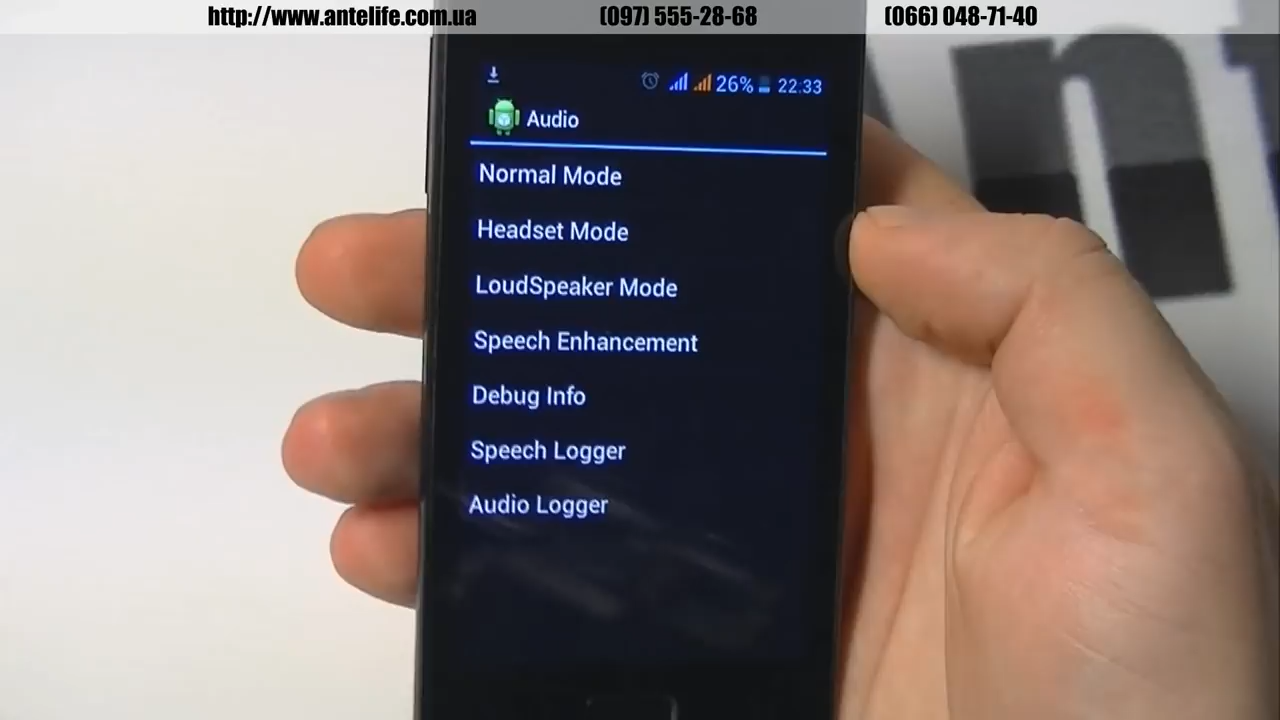 http://www.antelife.com.ua (097) 555-28-68 (066) 048-71-40
26% 22:33
Audio
Normal Mode
Headset Mode
LoudSpeaker Mode
Speech Enhancement
Debug Info
Speech Logger
Audio Logger